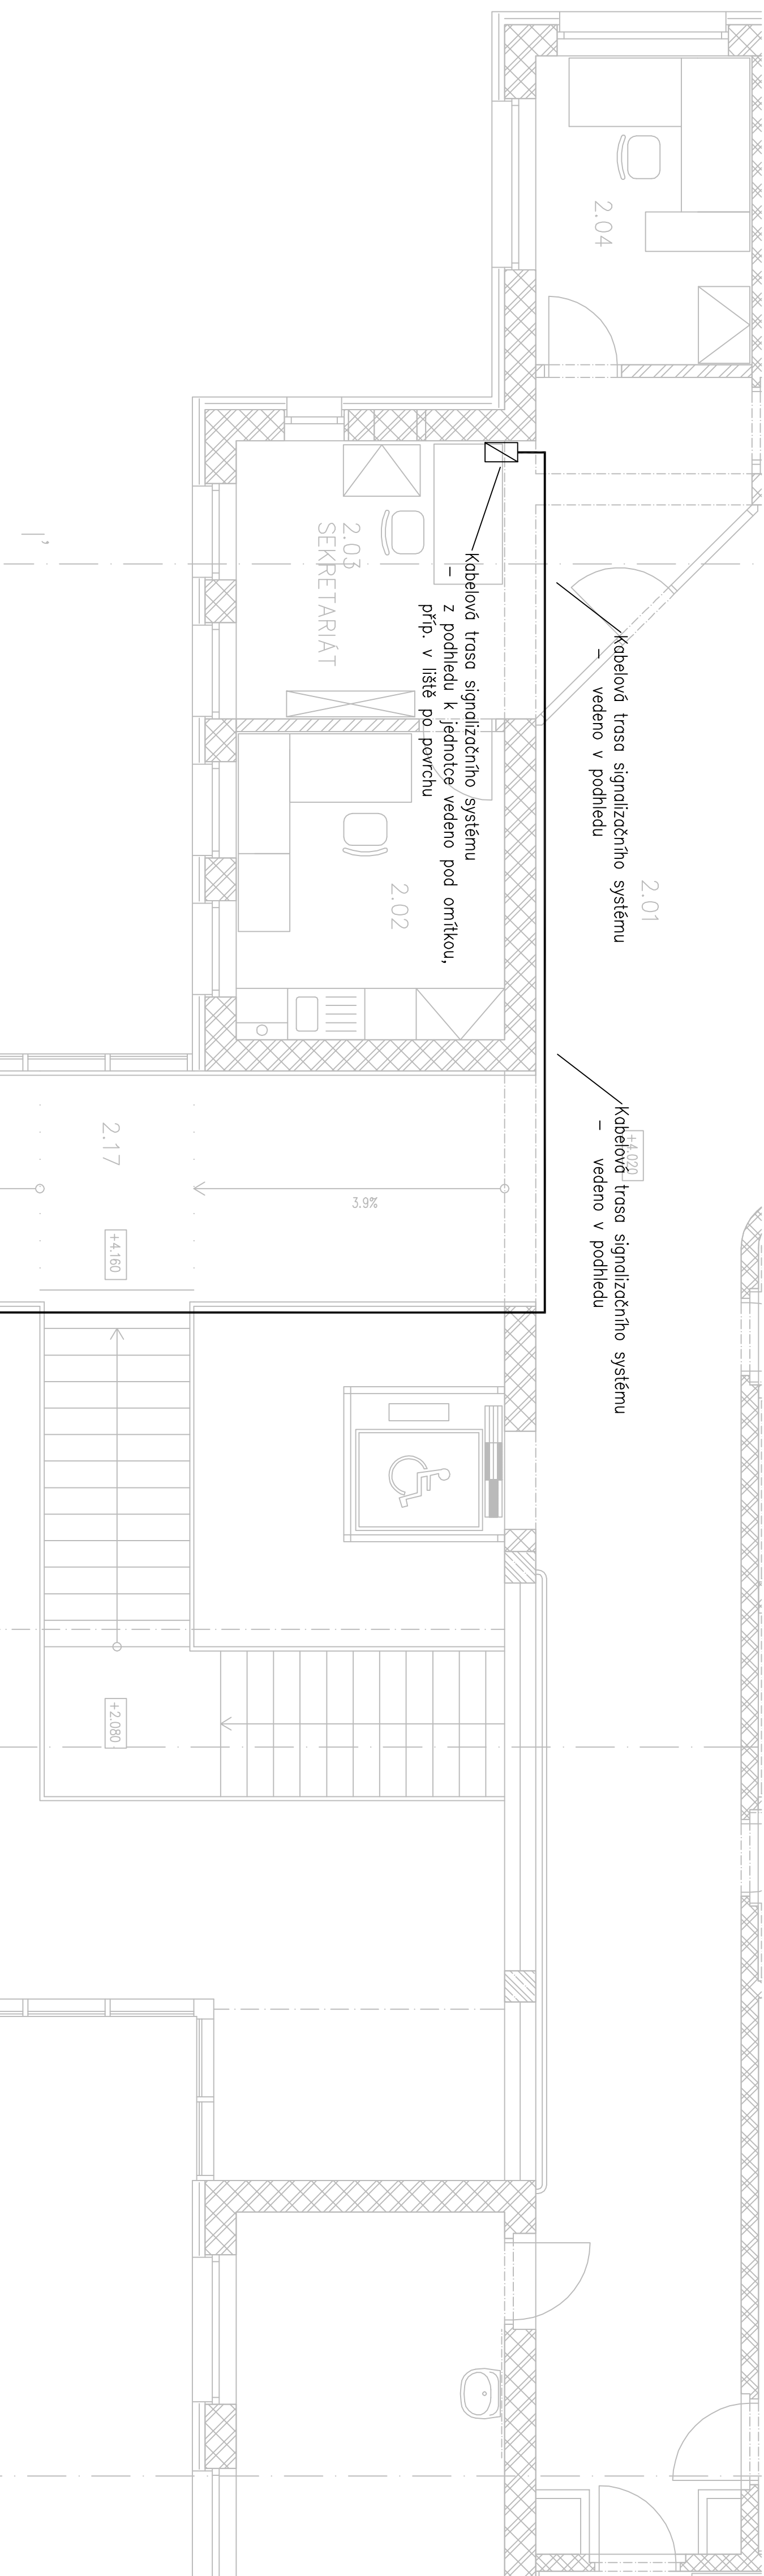 2.04
2.03
SEKRETARIÁT
Kabelová trasa signalizačního systému
– z podhledu k jednotce vedeno pod omítkou,
příp. v liště po povrchu
Kabelová trasa signalizačního systému
– vedeno v podhledu
2.02
2.01
+4.020
Kabelová trasa signalizačního systému
– vedeno v podhledu
2.17
3.9%
+4.160
+2.080